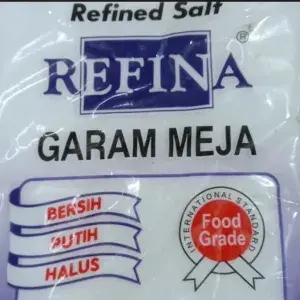 Refined Salt
REFINA®
GARAM MEJA
BERSIH
PUTIH
HALUS
INTERNATIONAL STANDARD
Food
Grade